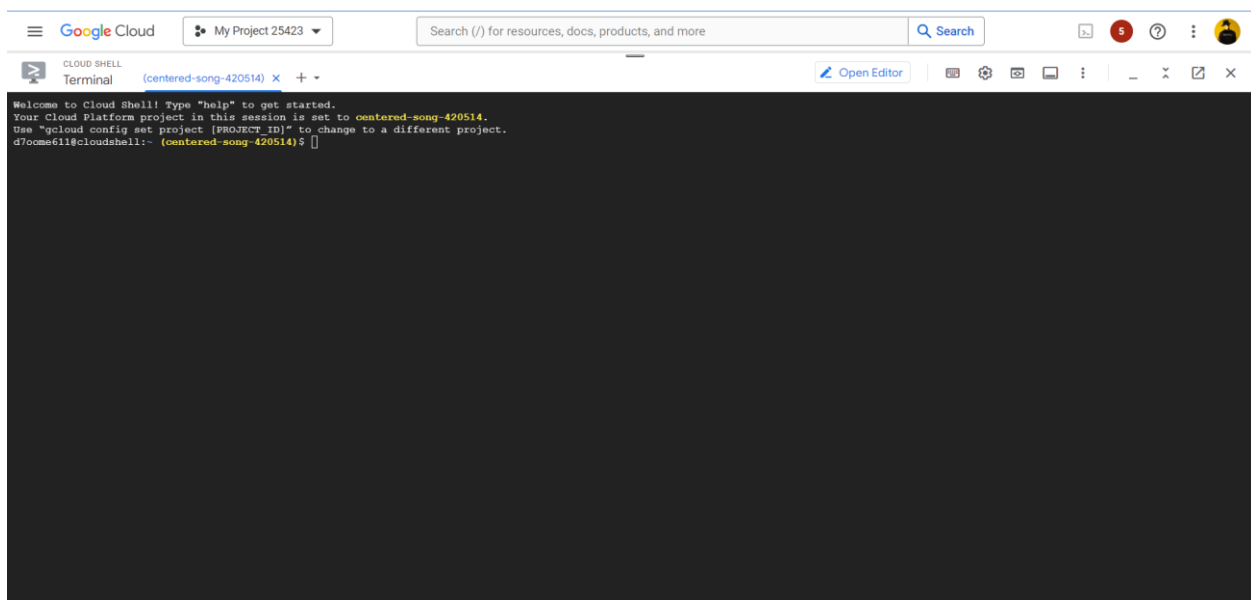 Google Cloud
My Project 25423
Search (/) for resources, docs, products, and more
Search
5
CLOUD SHELL
Terminal
(centered-song-420514)
Open Editor
Welcome to Cloud Shell! Type "help" to get started.
Your Cloud Platform project in this session is set to centered-song-420514.
Use "gcloud config set project [PROJECT_ID]" to change to a different project.
d7oome611@cloudshell:~ (centered-song-420514)$